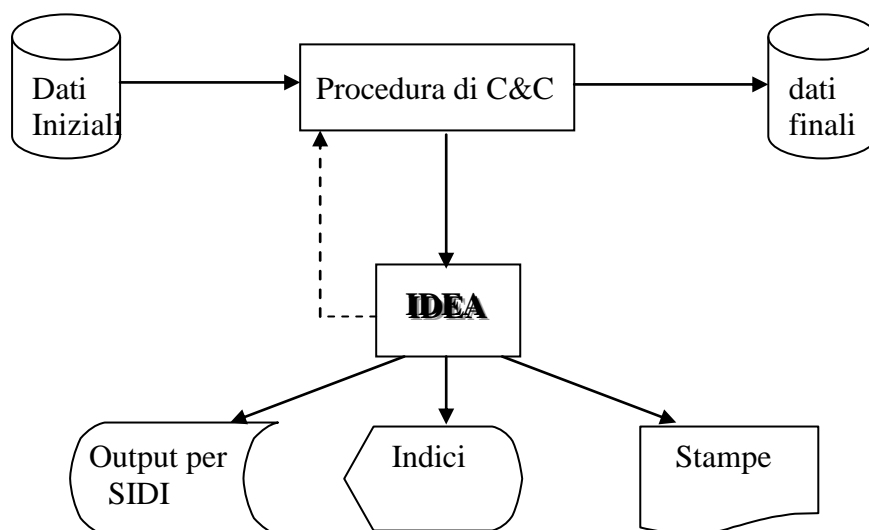 Dati
Iniziali
Procedura di C&C
dati
finali
IDEA
Output per
SIDI
Indici
Stampe